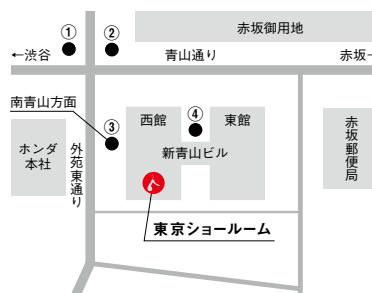 赤坂御用地
①
②
←渋谷
青山通り
赤坂→
南青山方面
③
西館
④
東館
新青山ビル
ホンダ
本社
外苑東通り
赤坂郵便局
東京ショールーム